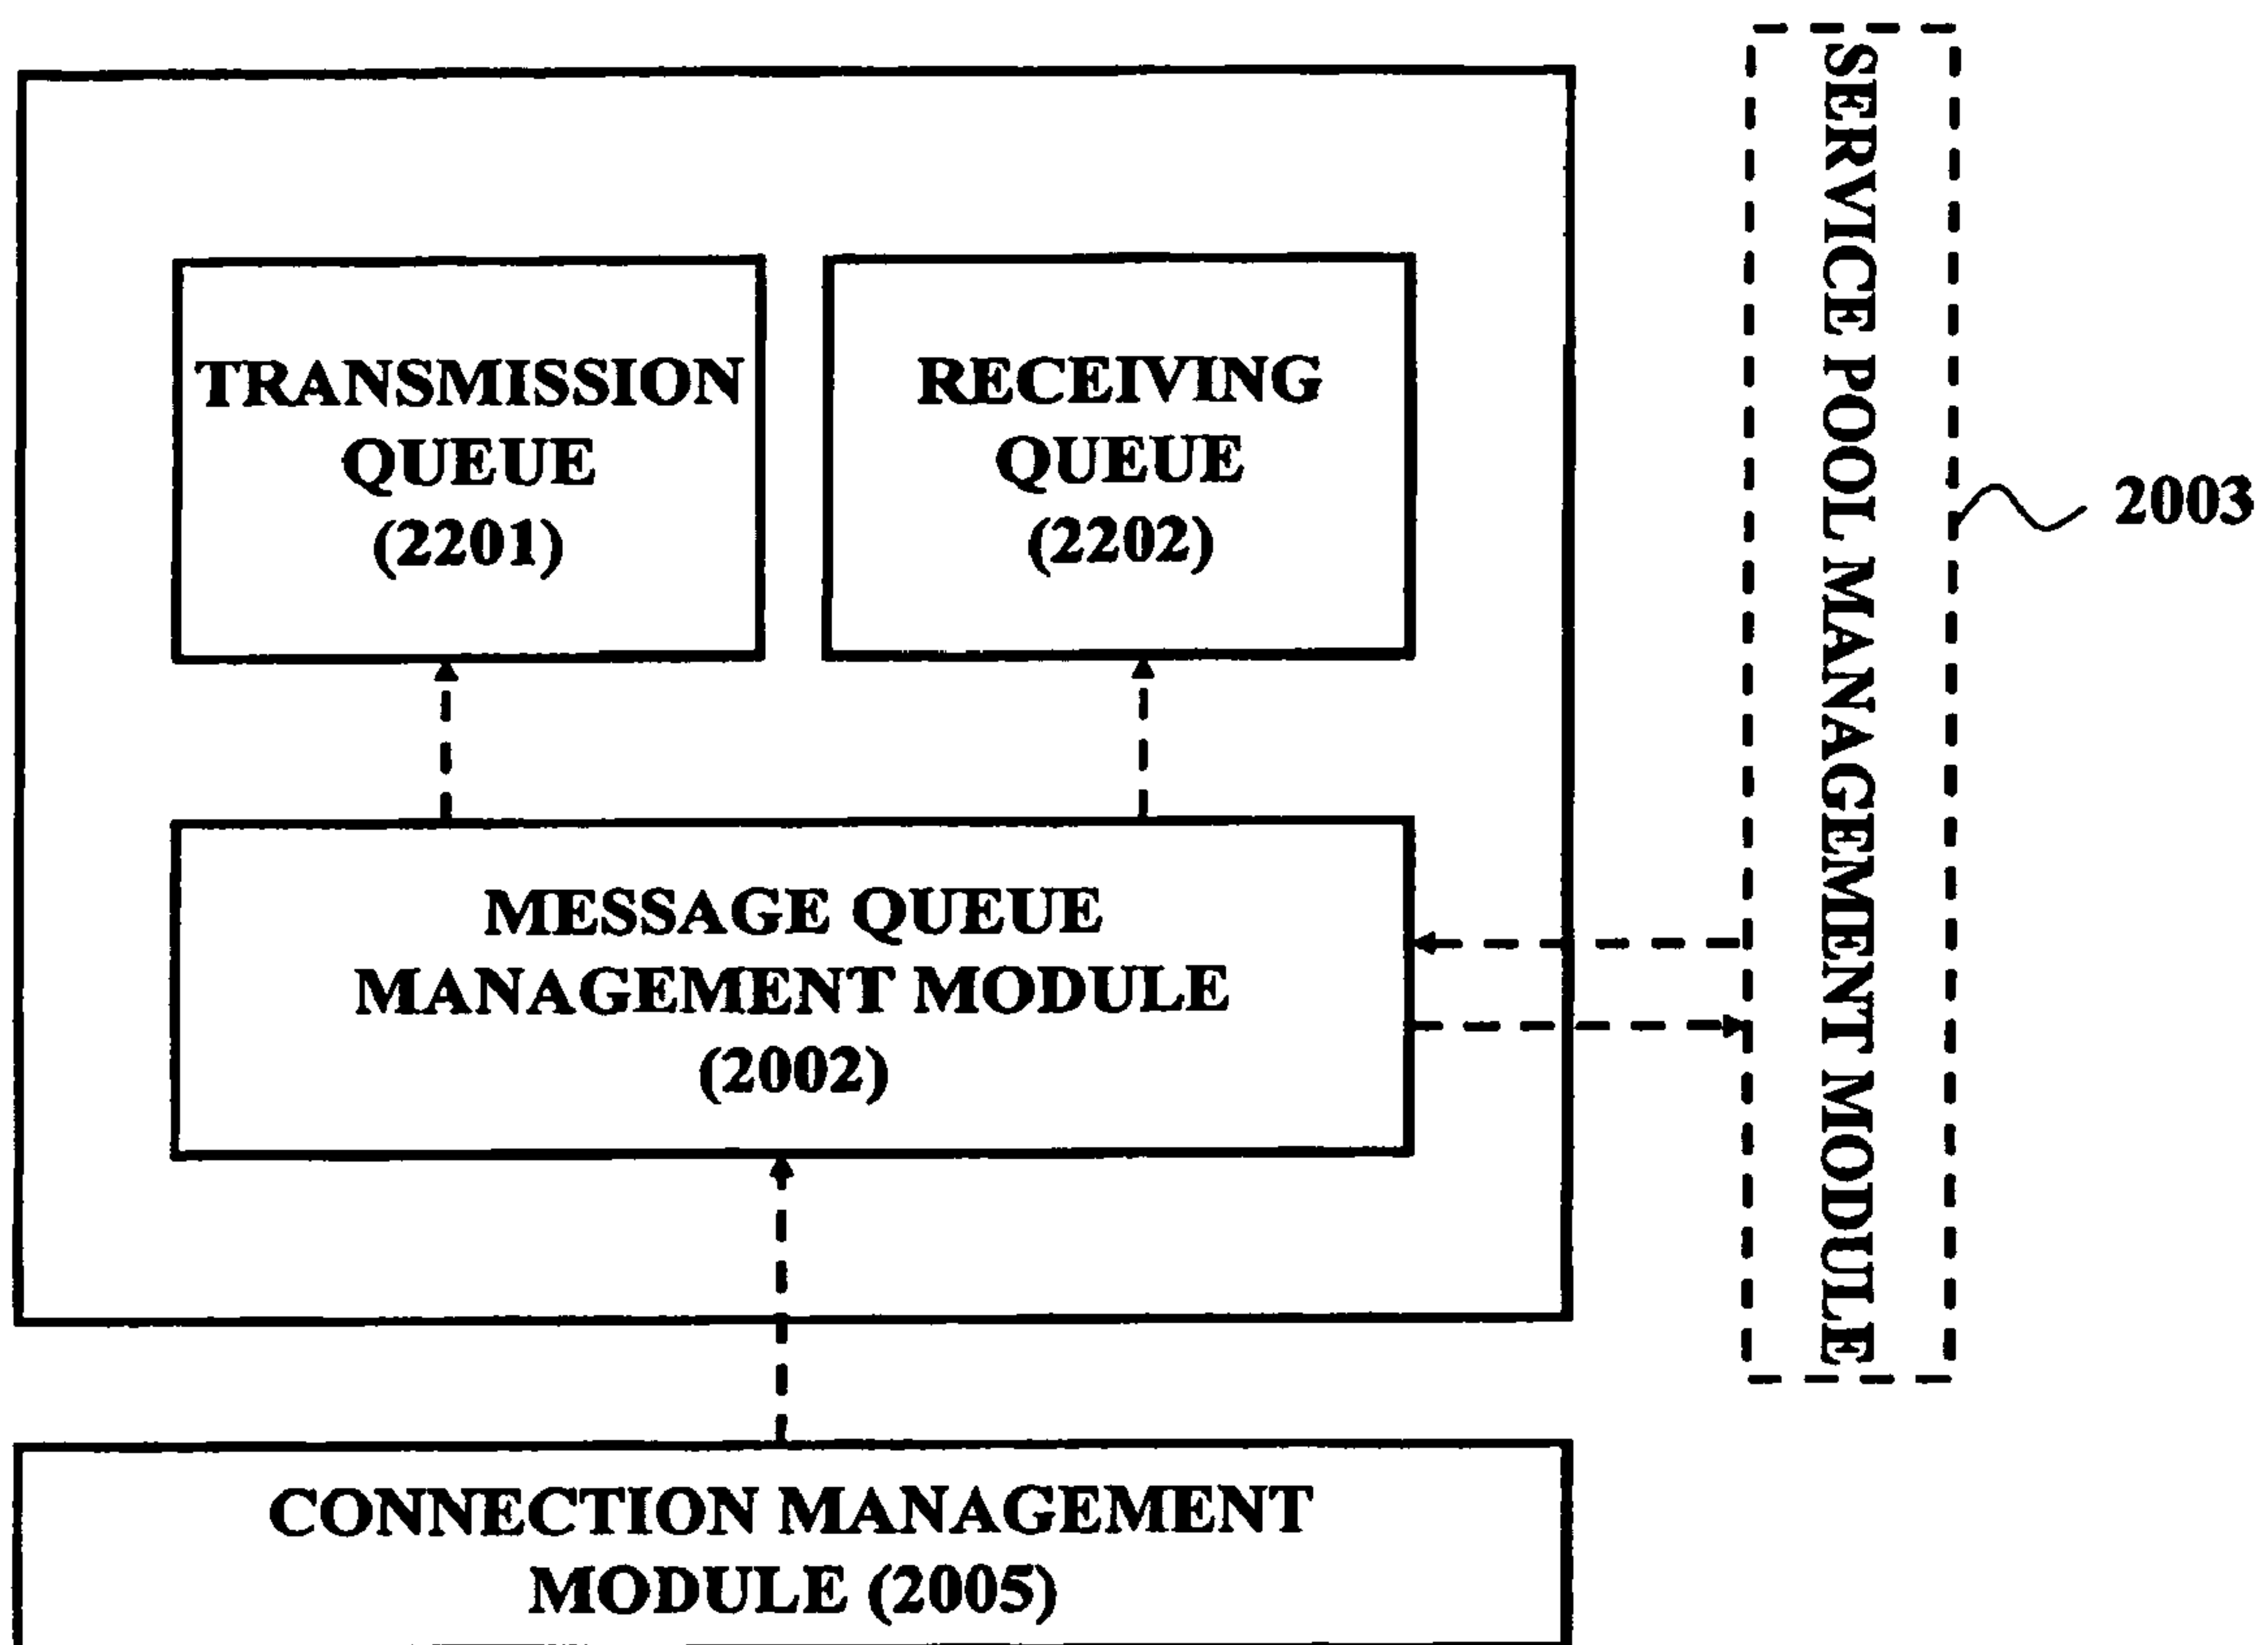 TRANSMISSION
QUEUE
(2201)
RECEIVING
QUEUE
(2202)
SERVICE POOL MANAGEMENT MODULE
2003
MESSAGE QUEUE
MANAGEMENT MODULE
(2002)
CONNECTION MANAGEMENT
MODULE (2005)